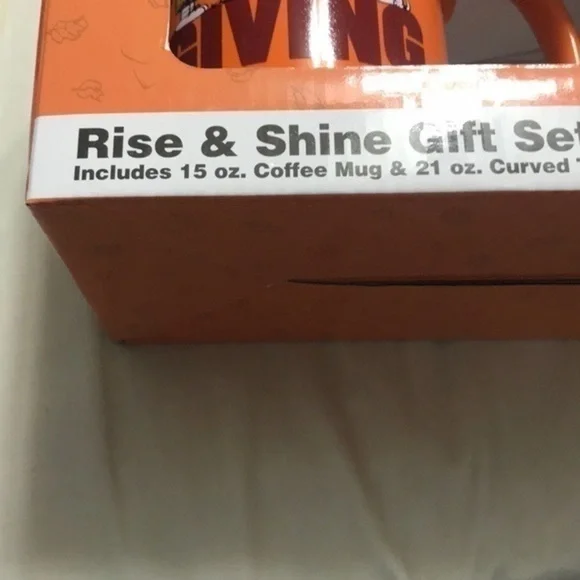 GIVING
Rise & Shine Gift Set
Includes 15 oz. Coffee Mug & 21 oz. Curved